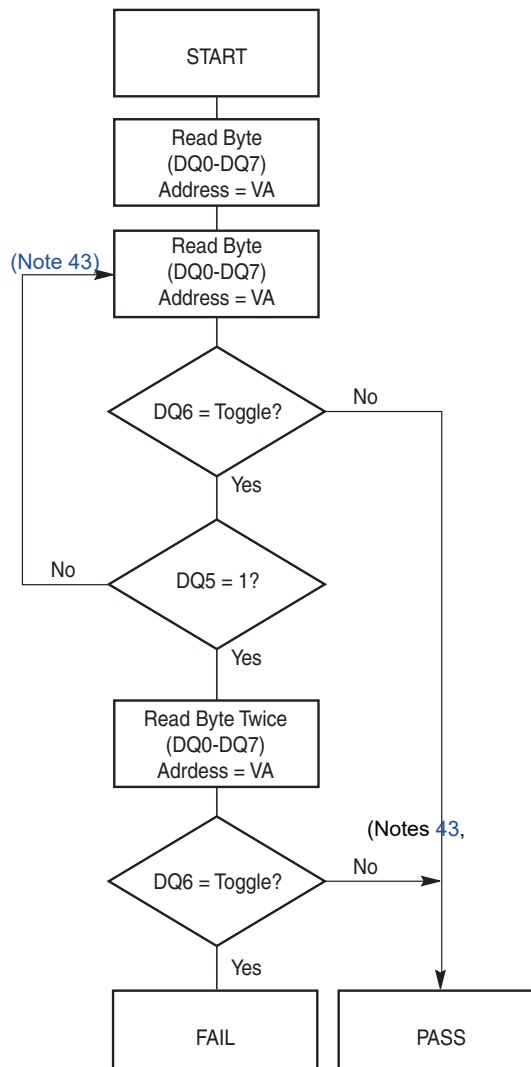 START
Read Byte
(DQ0-DQ7)
Address = VA
(Note 43)
Read Byte
(DQ0-DQ7)
Address = VA
DQ6 = Toggle?
No
Yes
No
DQ5 = 1?
Yes
Read Byte Twice
(DQ0-DQ7)
Adrdess = VA
(Notes 43,
DQ6 = Toggle?
No
Yes
FAIL
PASS